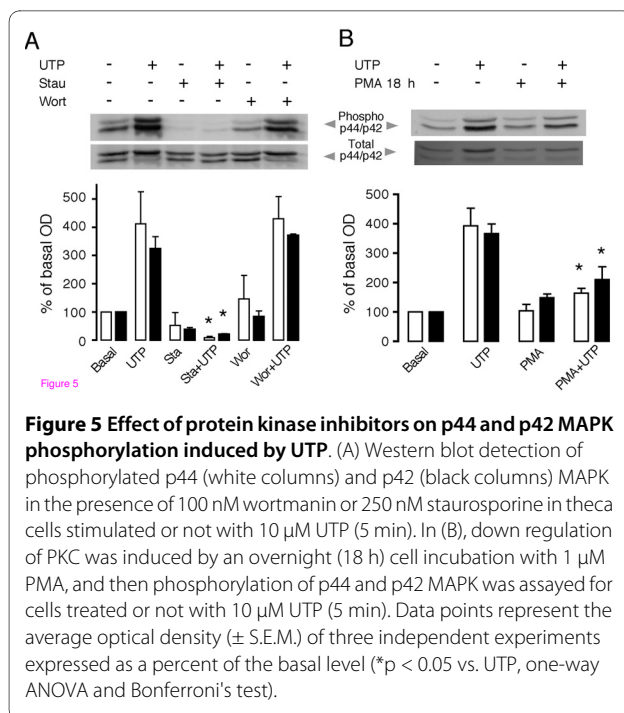 A
UTP - + - + - +
Stau - - + + - -
Wort - - - - + +
B
UTP - + - +
PMA 18 h - - + +
Phospho
p44/p42
Total
p44/p42
% of basal OD
500
400
300
200
100
0
Basal
UTP
Sta
Sta+UTP
Wor
Wor+UTP
* *
% of basal OD
500
400
300
200
100
0
Basal
UTP
PMA
PMA+UTP
* *
Figure 5
Figure 5 Effect of protein kinase inhibitors on p44 and p42 MAPK
phosphorylation induced by UTP. (A) Western blot detection of
phosphorylated p44 (white columns) and p42 (black columns) MAPK
in the presence of 100 nM wortmanin or 250 nM staurosporine in theca
cells stimulated or not with 10 μM UTP (5 min). In (B), down regulation
of PKC was induced by an overnight (18 h) cell incubation with 1 μM
PMA, and then phosphorylation of p44 and p42 MAPK was assayed for
cells treated or not with 10 μM UTP (5 min). Data points represent the
average optical density (± S.E.M.) of three independent experiments
expressed as a percent of the basal level (*p < 0.05 vs. UTP, one-way
ANOVA and Bonferroni's test).